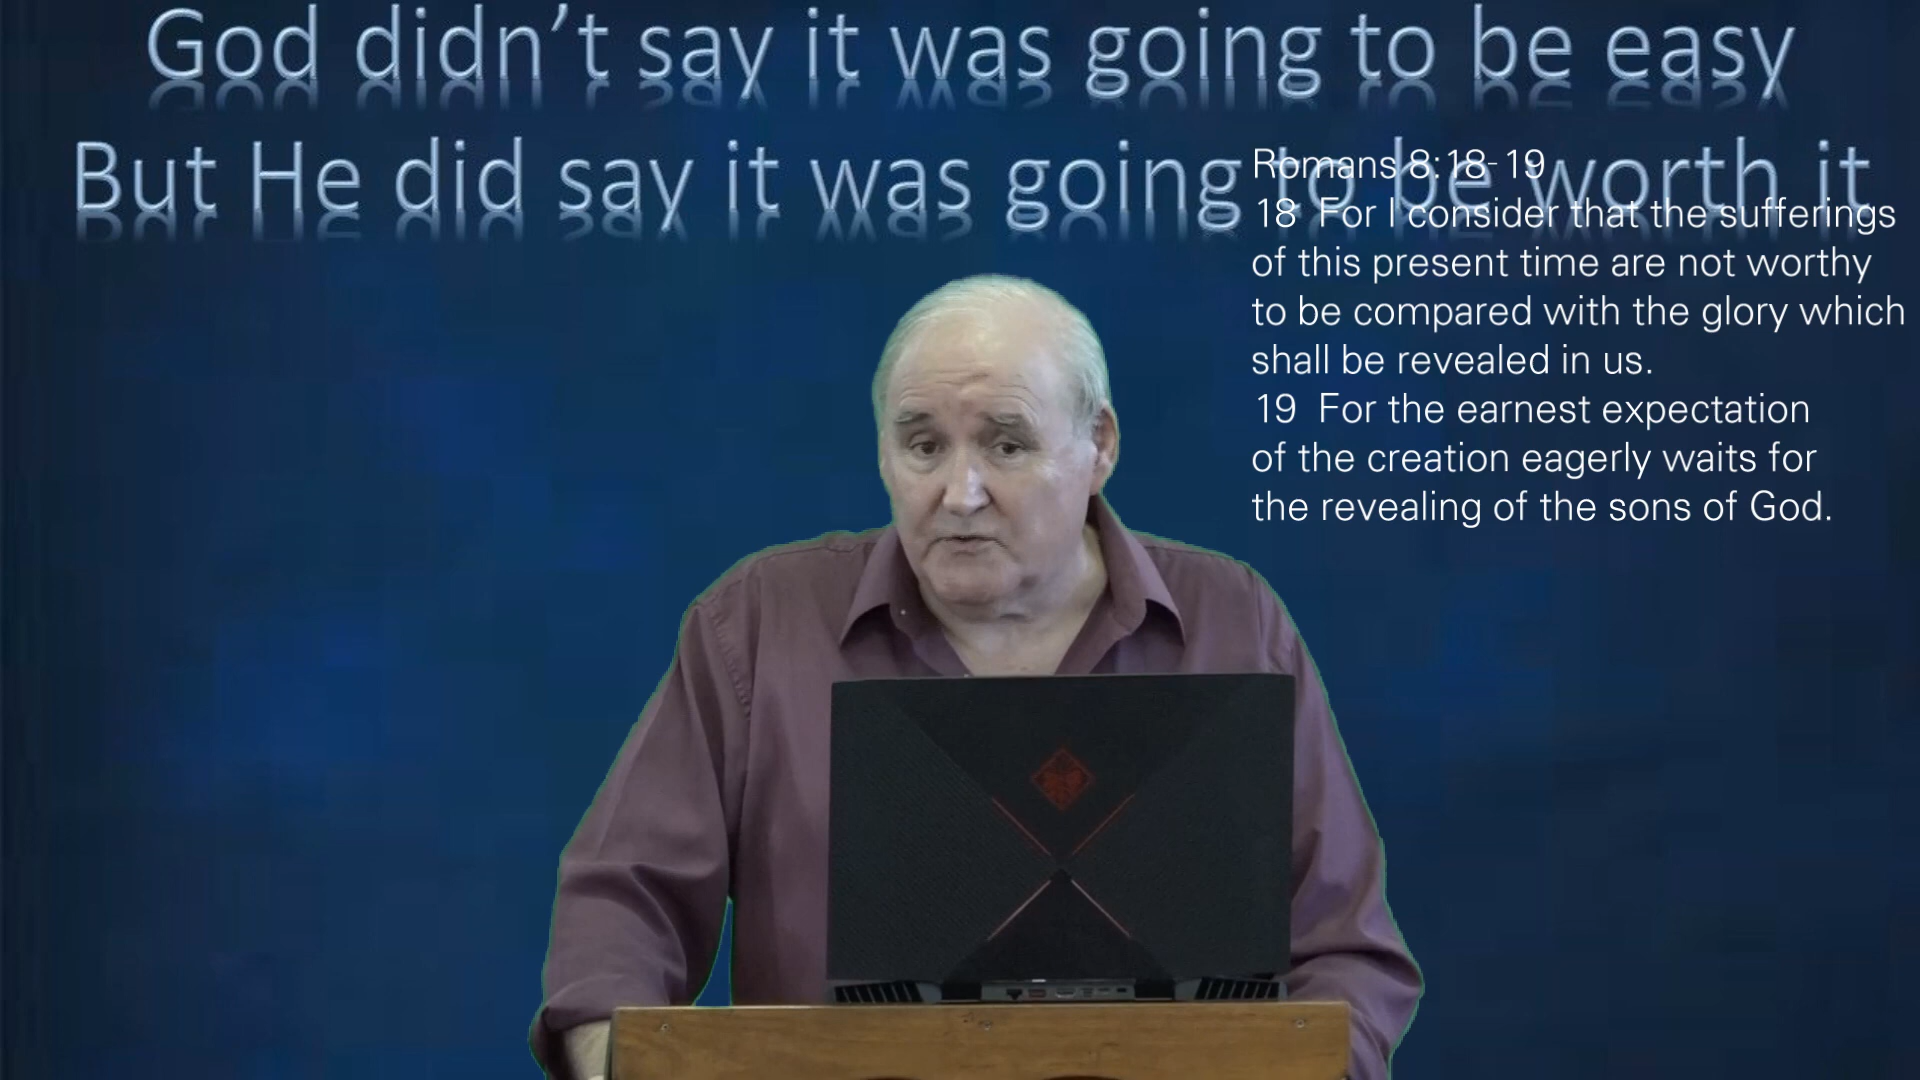 God didn’t say it was going to be easy
But He did say it was going to be worth it
Romans 8:18-19
18 For I consider that the sufferings
of this present time are not worthy
to be compared with the glory which
shall be revealed in us.
19 For the earnest expectation
of the creation eagerly waits for
the revealing of the sons of God.